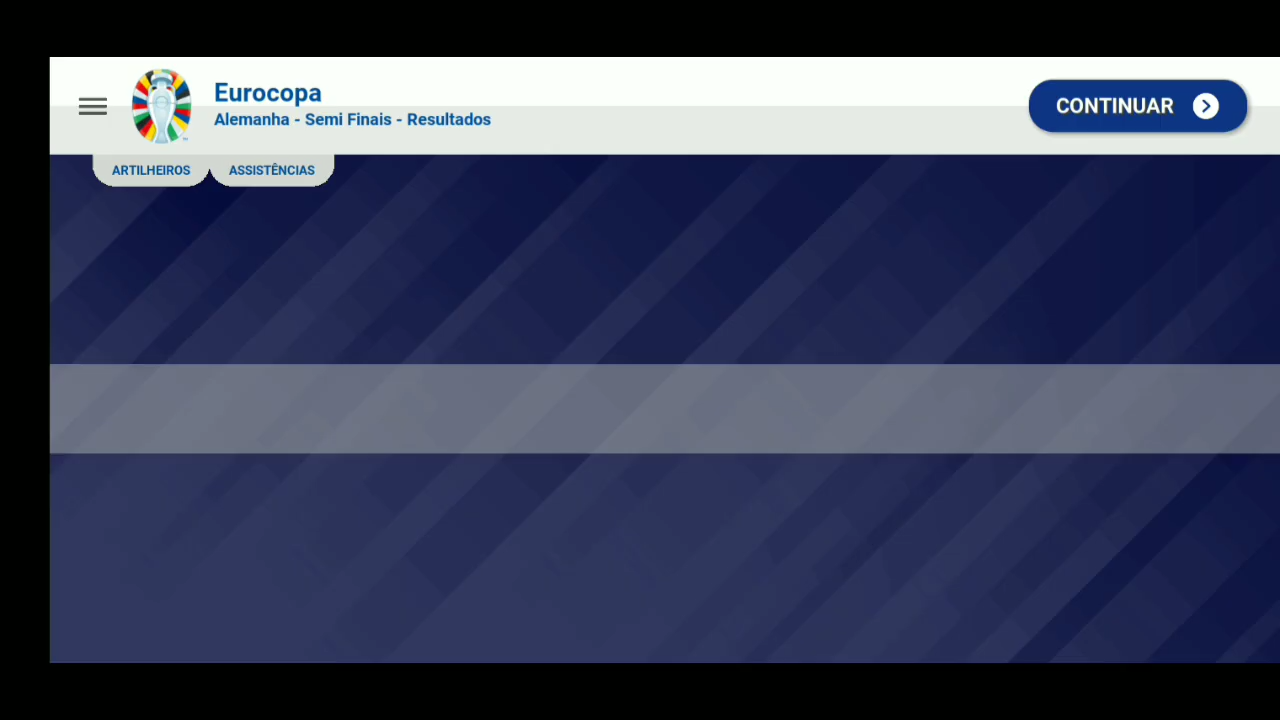 Eurocopa
Alemanha - Semi Finais - Resultados
CONTINUAR
ARTILHEIROS
ASSISTÊNCIAS